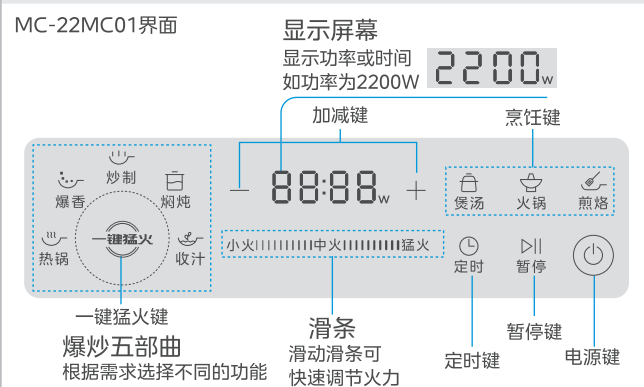 MC-22MC01界面
显示屏幕
显示功率或时间
如功率为2200W
2200w
加减键
烹饪键
炒制
爆香
焖炖
热锅
收汁
一键猛火
88:88w
煲汤
火锅
煎烙
小火
中火
猛火
定时
暂停
一键猛火键
爆炒五部曲
根据需求选择不同的功能
滑条
滑动滑条可
快速调节火力
定时键
暂停键
电源键